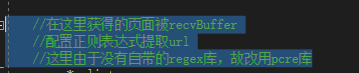 //在这里获得的页面被recvBuffer
//配置正则表达式提取url
//这里由于没有自带的regex库，故改用pcre库